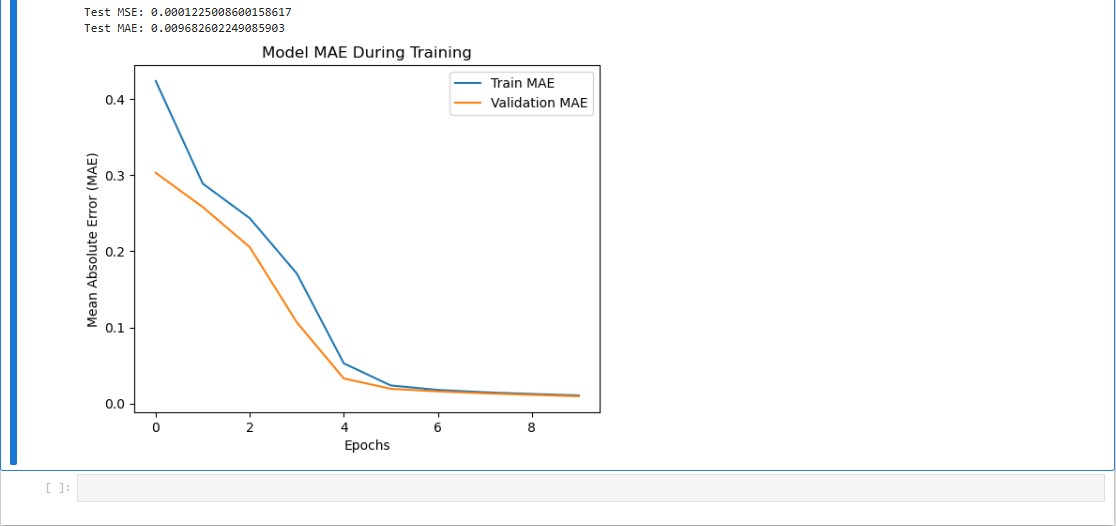 Test MSE: 0.0001225008600158617
Test MAE: 0.009682602249085903
Model MAE During Training
Train MAE
Validation MAE
Mean Absolute Error (MAE)
0.4
0.3
0.2
0.1
0.0
0 2 4 6 8
Epochs
[ ]: